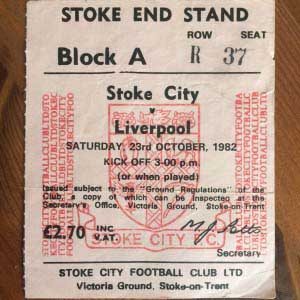 STOKE END STAND
Block A
ROW SEAT
R 37
Stoke City
v
Liverpool
SATURDAY, 23rd OCTOBER, 1982
KICK OFF 3-00 p.m.
(or when played)
Issued subject to the "Ground Regulations" of the
Club, a copy of which can be inspected at the
Secretary's Office, Victoria Ground, Stoke-on-Trent
£2.70 INC V.A.T.
STOKE CITY F.C.
Secretary
STOKE CITY FOOTBALL CLUB LTD
Victoria Ground, Stoke-on-Trent